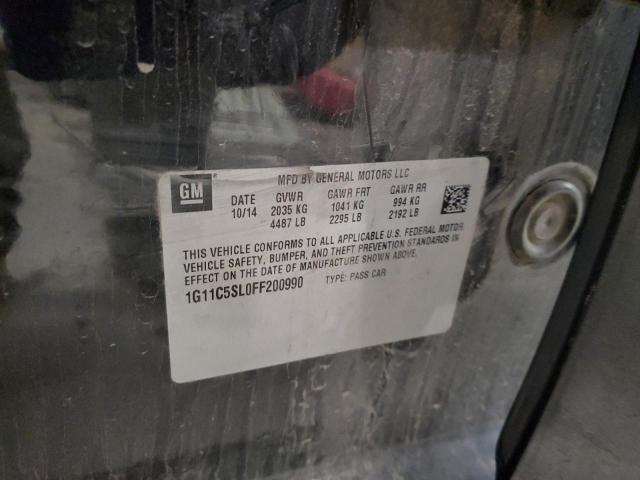 MFD BY GENERAL MOTORS LLC
GM
DATE GVWR GAWR FRT GAWR RR
10/14 2035 KG 1041 KG 994 KG
4487 LB 2295 LB 2192 LB
THIS VEHICLE CONFORMS TO ALL APPLICABLE U.S. FEDERAL MOTOR
VEHICLE SAFETY, BUMPER, AND THEFT PREVENTION STANDARDS IN
EFFECT ON THE DATE OF MANUFACTURE SHOWN ABOVE.
1G11C5SL0FF200990 TYPE: PASS CAR